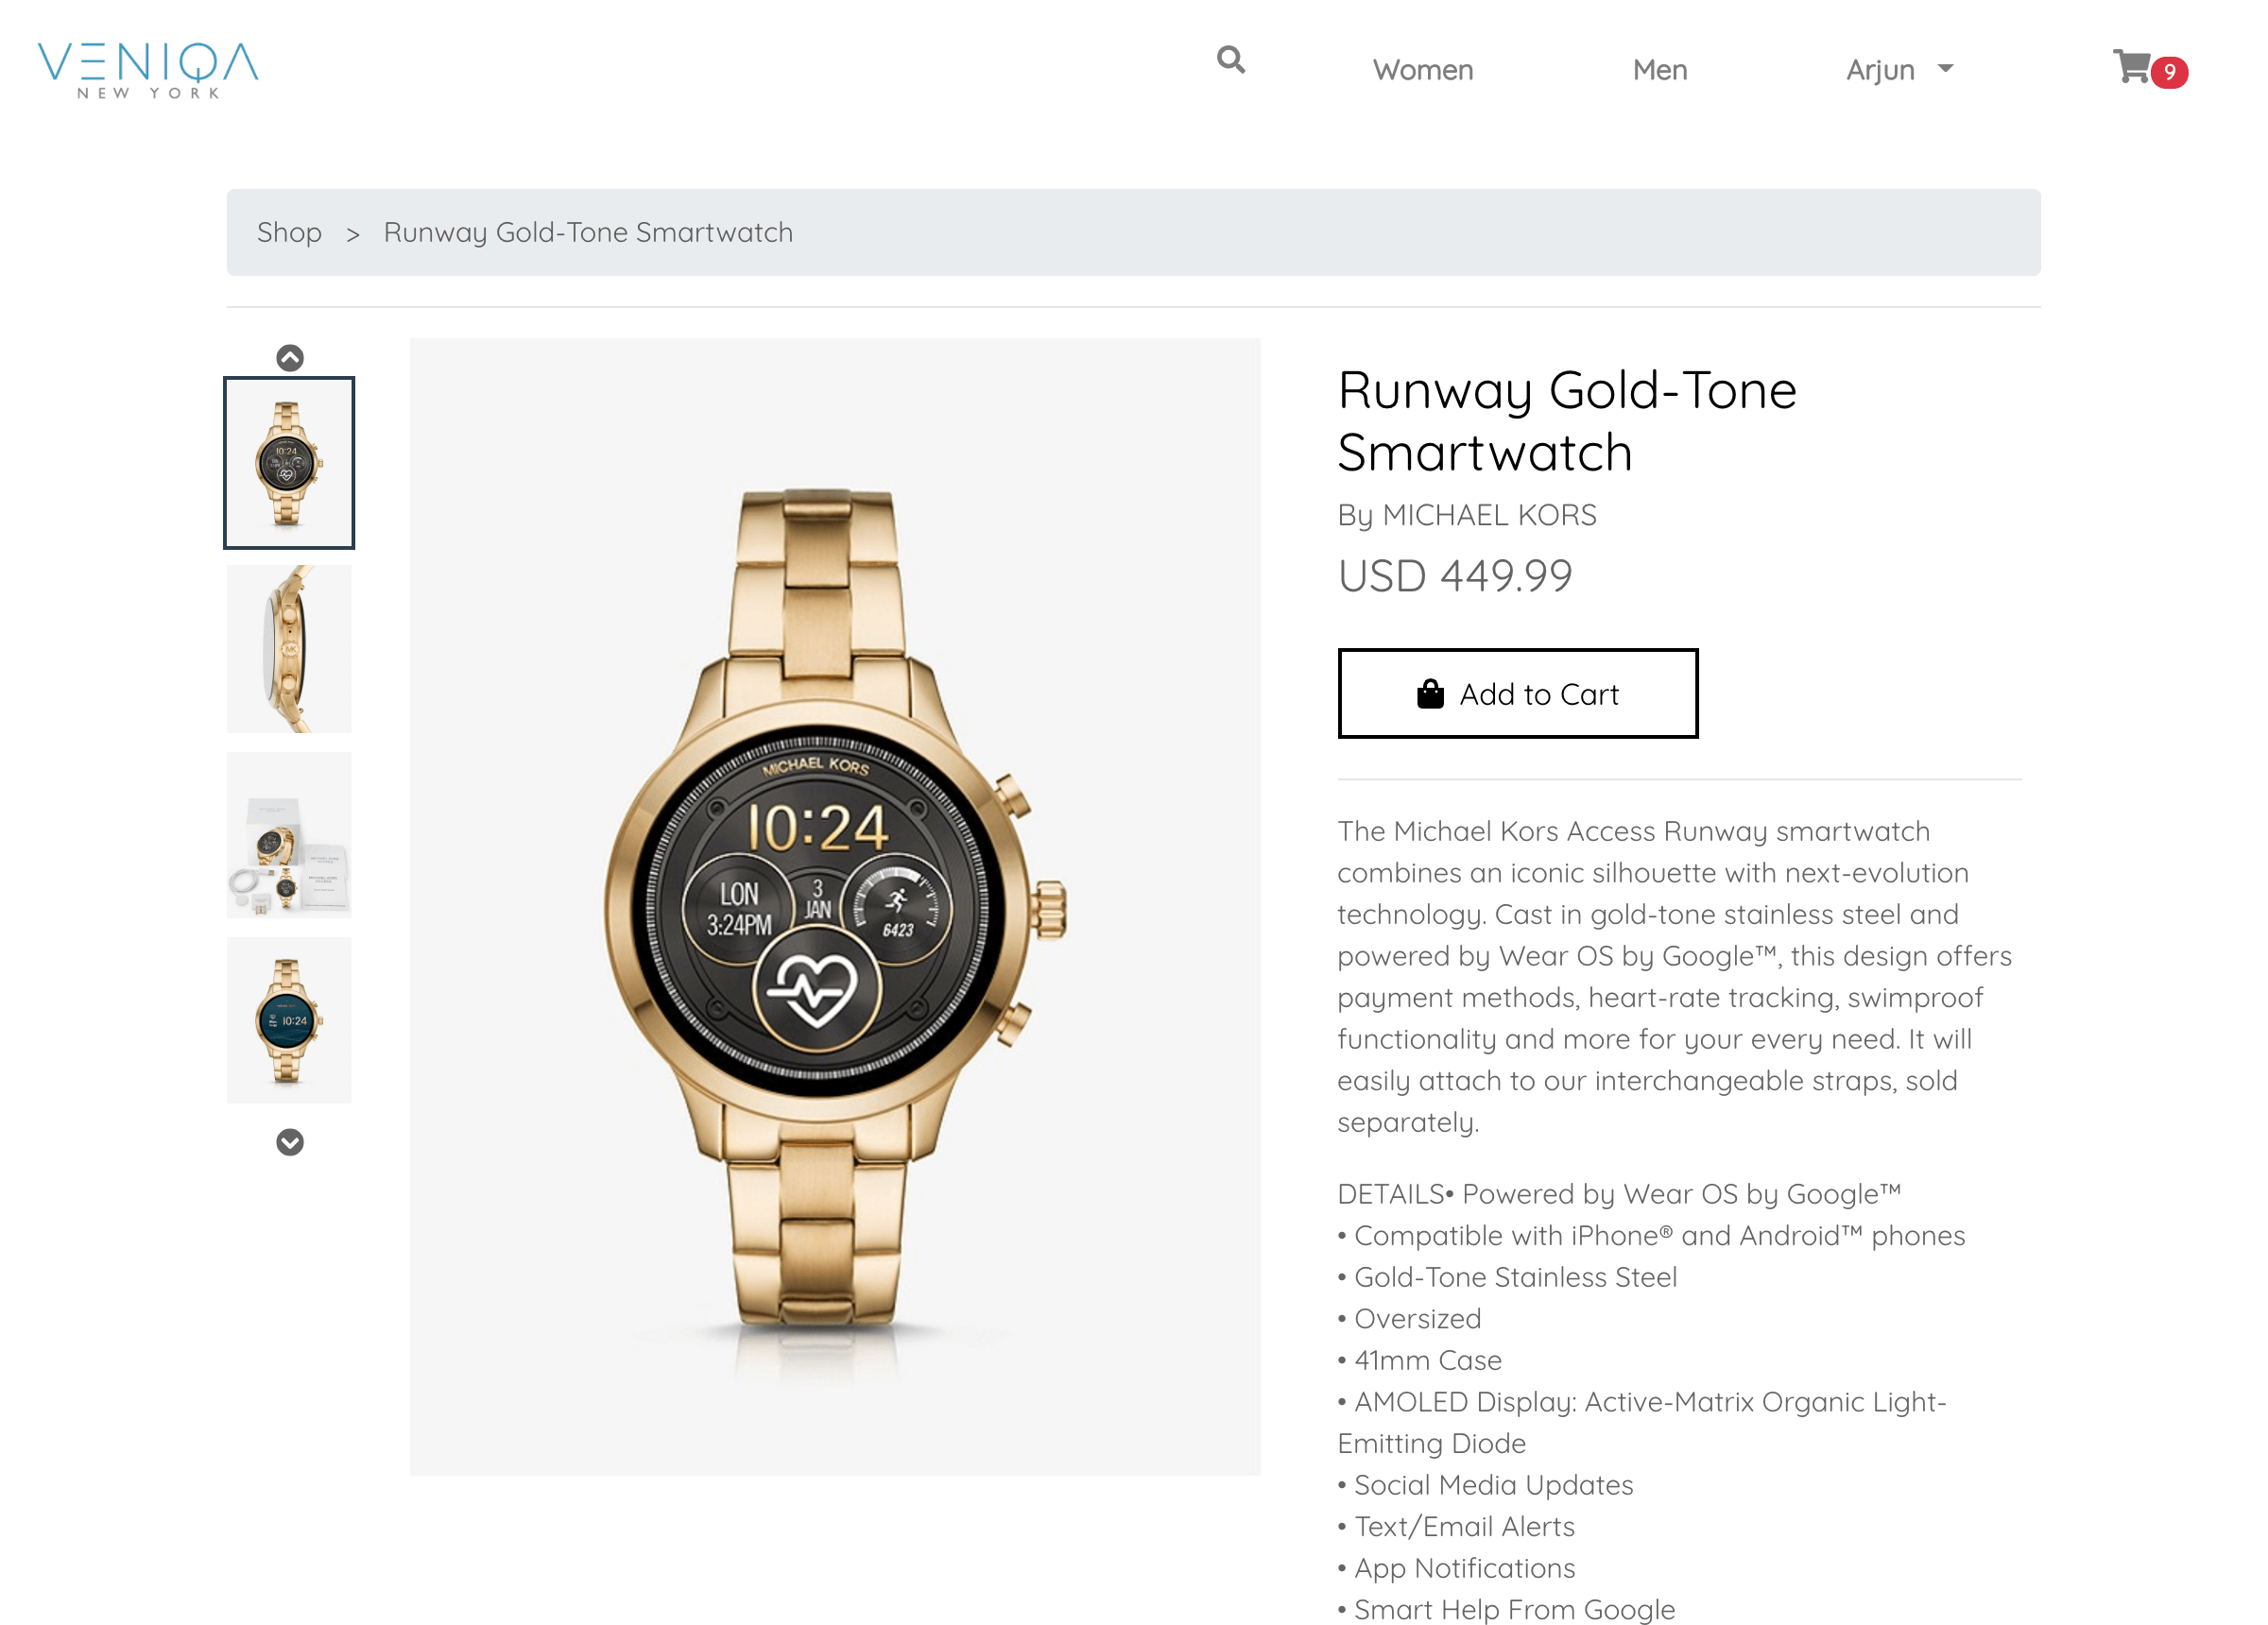 VENIQA
NEW YORK
Women
Men
Arjun
9
Shop > Runway Gold-Tone Smartwatch
Runway Gold-Tone
Smartwatch
By MICHAEL KORS
USD 449.99
Add to Cart
MICHAEL KORS
10:24
LON
3:24PM
3
JAN
6423
10:24
MK
10:24
The Michael Kors Access Runway smartwatch
combines an iconic silhouette with next-evolution
technology. Cast in gold-tone stainless steel and
powered by Wear OS by Google™, this design offers
payment methods, heart-rate tracking, swimproof
functionality and more for your every need. It will
easily attach to our interchangeable straps, sold
separately.
DETAILS• Powered by Wear OS by Google™
• Compatible with iPhone® and Android™ phones
• Gold-Tone Stainless Steel
• Oversized
• 41mm Case
• AMOLED Display: Active-Matrix Organic Light-
Emitting Diode
• Social Media Updates
• Text/Email Alerts
• App Notifications
• Smart Help From Google